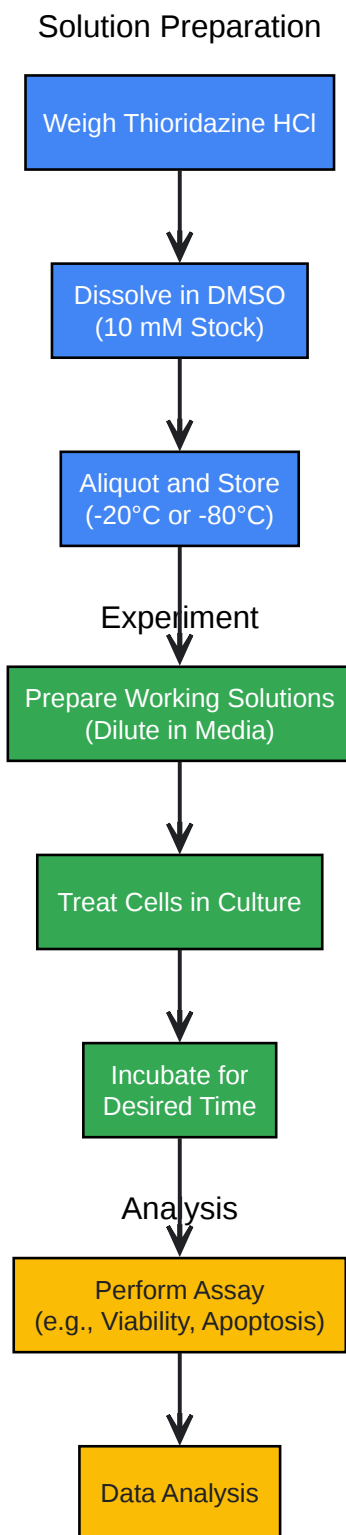 Solution Preparation
Weigh Thioridazine HCl
Dissolve in DMSO
(10 mM Stock)
Aliquot and Store
(-20°C or -80°C)
Experiment
Prepare Working Solutions
(Dilute in Media)
Treat Cells in Culture
Incubate for
Desired Time
Analysis
Perform Assay
(e.g., Viability, Apoptosis)
Data Analysis